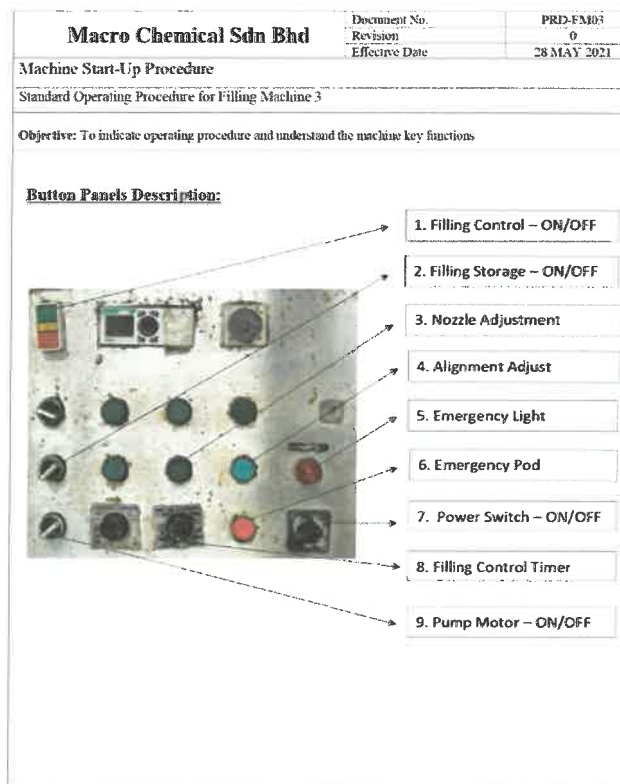 Macro Chemical Sdn Bhd
Document No. PRD-FM03
Revision 0
Effective Date 28 MAY 2021
Machine Start-Up Procedure
Standard Operating Procedure for Filling Machine 3
Objective: To indicate operating procedure and understand the machine key functions
Button Panels Description:
1. Filling Control – ON/OFF
2. Filling Storage – ON/OFF
3. Nozzle Adjustment
4. Alignment Adjust
5. Emergency Light
6. Emergency Pod
7. Power Switch – ON/OFF
8. Filling Control Timer
9. Pump Motor – ON/OFF